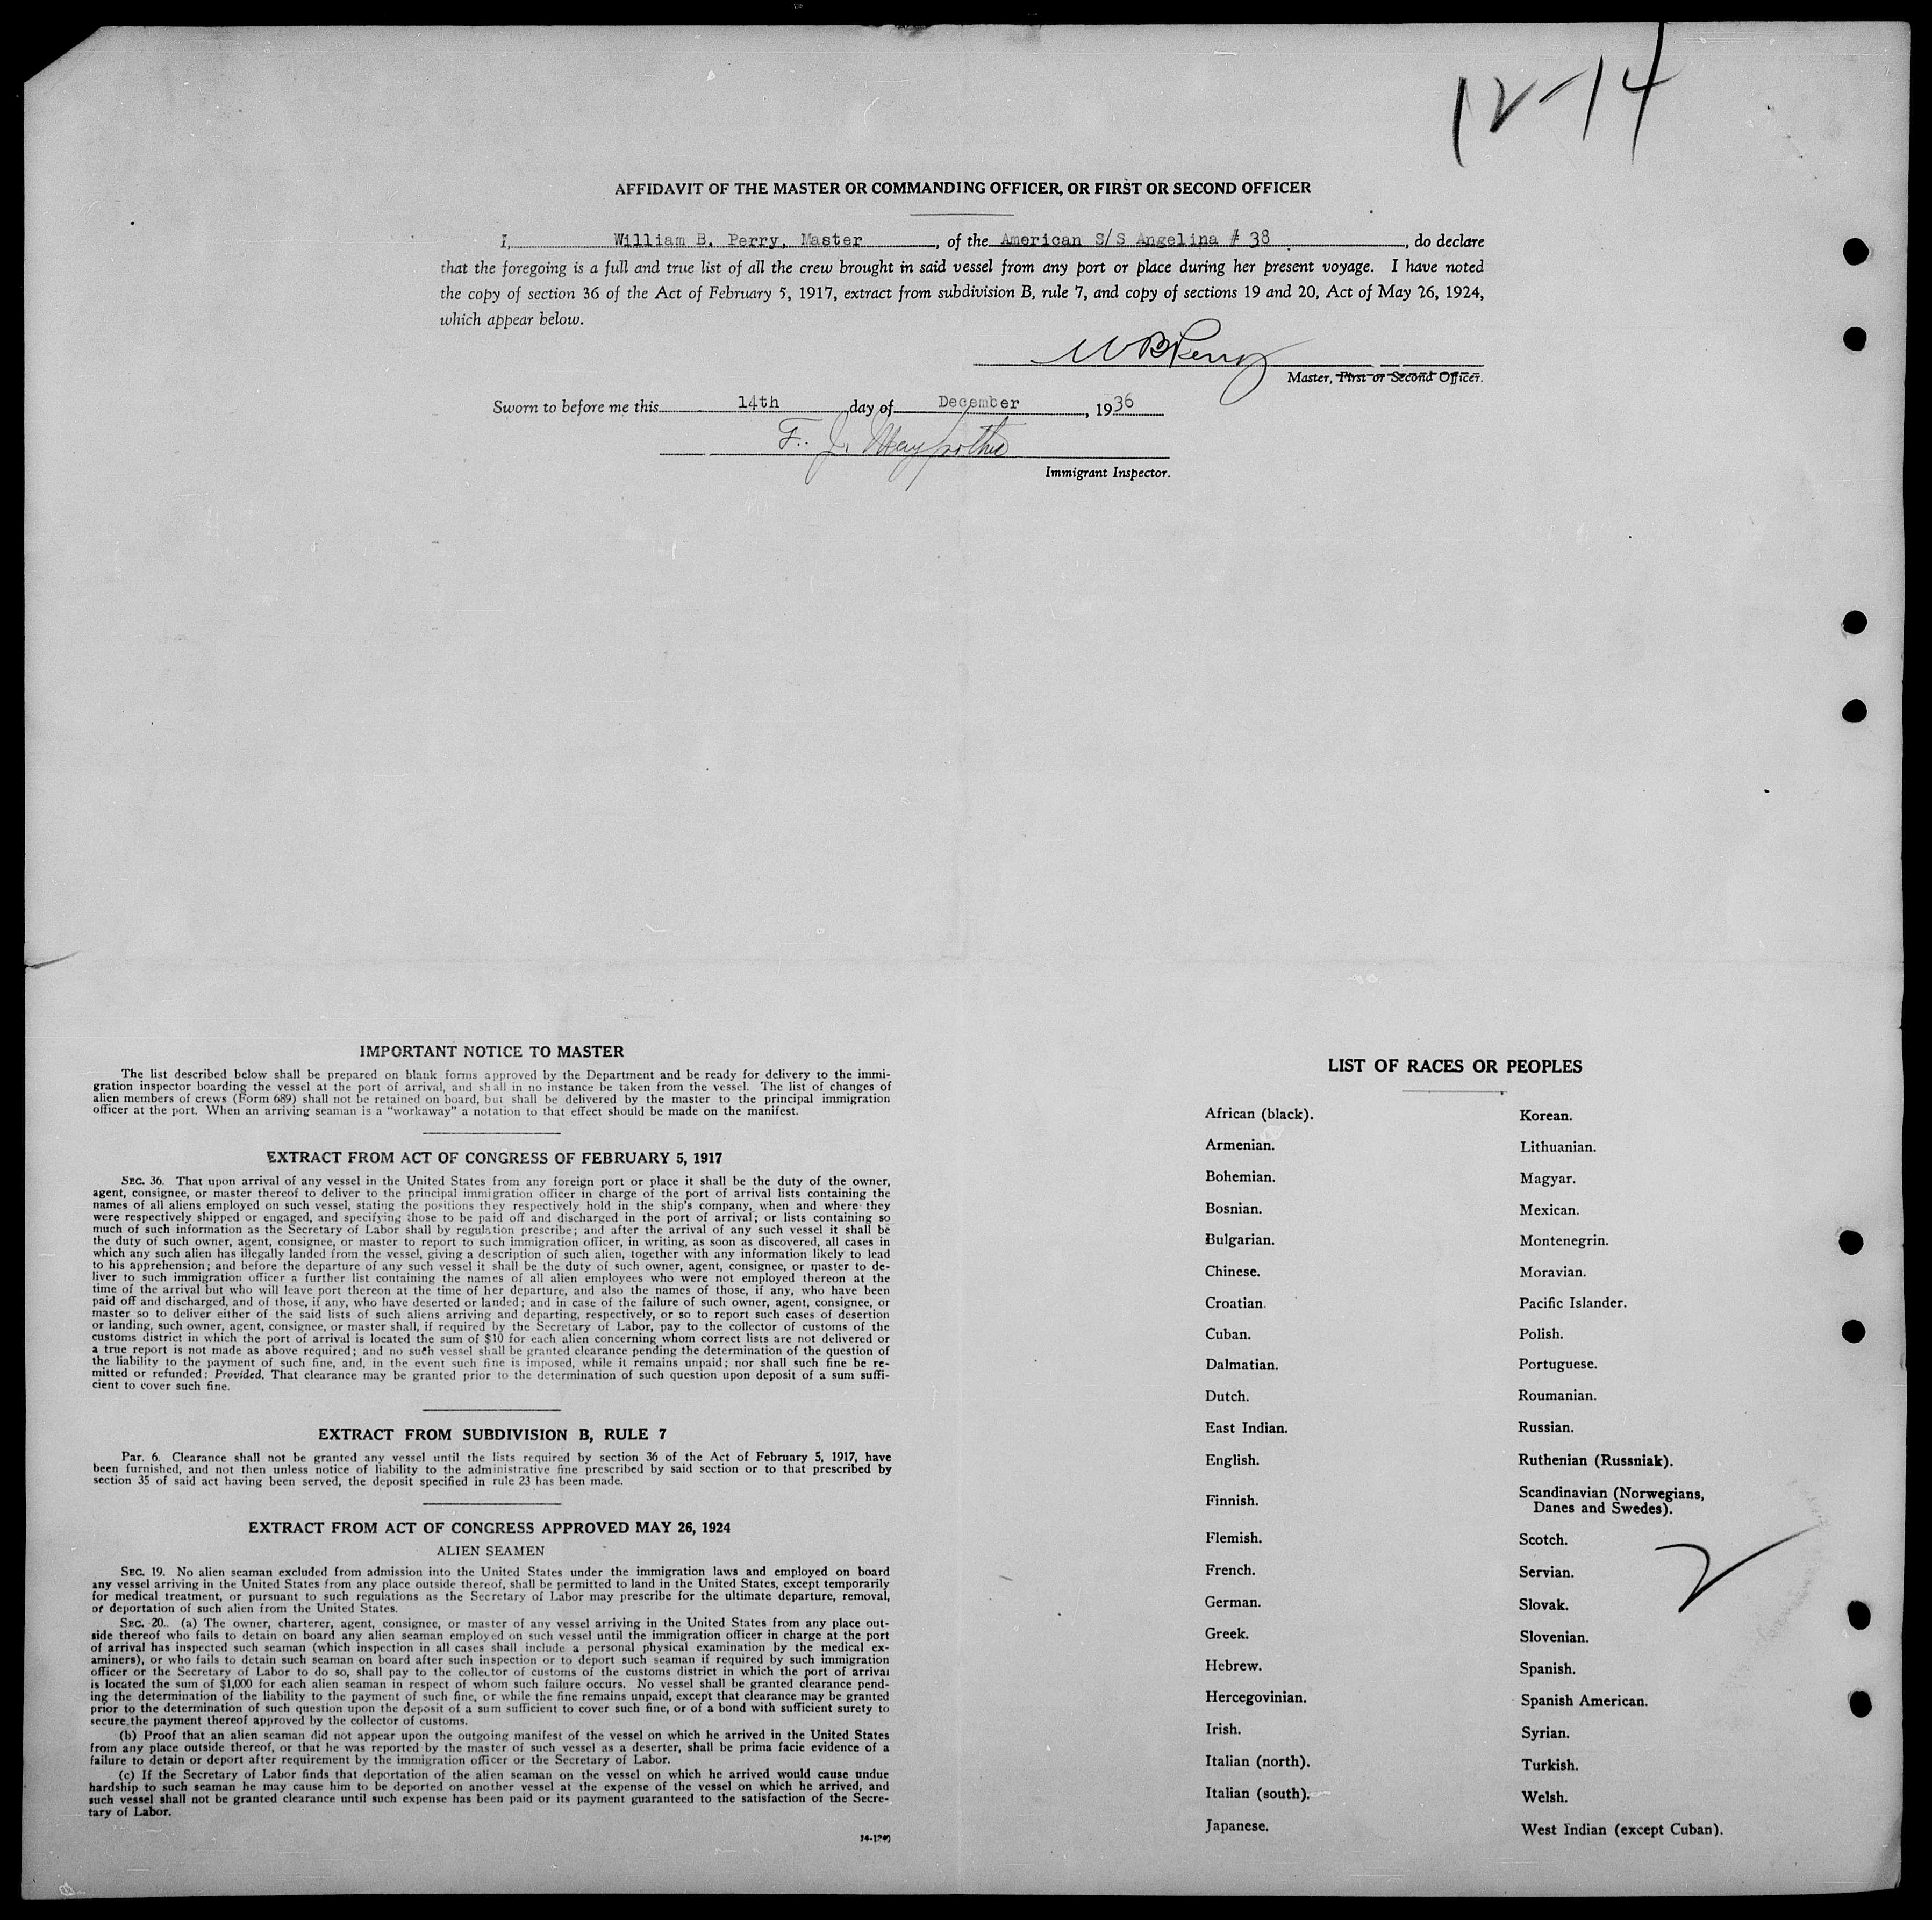 12-14
AFFIDAVIT OF THE MASTER OR COMMANDING OFFICER, OR FIRST OR SECOND OFFICER
I, William B. Perry, Master, of the American S/S Angelina # 38, do declare
that the foregoing is a full and true list of all the crew brought in said vessel from any port or place during her present voyage. I have noted
the copy of section 36 of the Act of February 5, 1917, extract from subdivision B, rule 7, and copy of sections 19 and 20, Act of May 26, 1924,
which appear below.
W B Perry
Master, First or Second Officer.
Sworn to before me this 14th day of December, 1936
F. J.
Immigrant Inspector.
IMPORTANT NOTICE TO MASTER
The list described below shall be prepared on blank forms approved by the Department and be ready for delivery to the immi-
gration inspector boarding the vessel at the port of arrival, and shall in no instance be taken from the vessel. The list of changes of
alien members of crews (Form 689) shall not be retained on board, but shall be delivered by the master to the principal immigration
officer at the port. When an arriving seaman is a "workaway" a notation to that effect should be made on the manifest.
EXTRACT FROM ACT OF CONGRESS OF FEBRUARY 5, 1917
SEC. 36. That upon arrival of any vessel in the United States from any foreign port or place it shall be the duty of the owner,
agent, consignee, or master thereof to deliver to the principal immigration officer in charge of the port of arrival lists containing the
names of all aliens employed on such vessel, stating the positions they respectively hold in the ship's company, when and where they
were respectively shipped or engaged, and specifying those to be paid off and discharged in the port of arrival; or lists containing so
much of such information as the Secretary of Labor shall by regulation prescribe; and after the arrival of any such vessel it shall be
the duty of such owner, agent, consignee, or master to report to such immigration officer, in writing, as soon as discovered, all cases in
which any such alien has illegally landed from the vessel, giving a description of such alien, together with any information likely to lead
to his apprehension; and before the departure of any such vessel it shall be the duty of such owner, agent, consignee, or master to de-
liver to such immigration officer a further list containing the names of all alien employees who were not employed thereon at the
time of the arrival but who will leave port thereon at the time of her departure, and also the names of those, if any, who have been
paid off and discharged, and of those, if any, who have deserted or landed; and in case of the failure of such owner, agent, consignee, or
master so to deliver either of the said lists of such aliens arriving and departing, respectively, or so to report such cases of desertion
or landing, such owner, agent, consignee, or master shall, if required by the Secretary of Labor, pay to the collector of customs of the
customs district in which the port of arrival is located the sum of $10 for each alien concerning whom correct lists are not delivered or
a true report is not made as above required; and no such vessel shall be granted clearance pending the determination of the question of
the liability to the payment of such fine, and, in the event such fine is imposed, while it remains unpaid; nor shall such fine be re-
mitted or refunded: Provided, That clearance may be granted prior to the determination of such question upon deposit of a sum suffi-
cient to cover such fine.
EXTRACT FROM SUBDIVISION B, RULE 7
Par. 6. Clearance shall not be granted any vessel until the lists required by section 36 of the Act of February 5, 1917, have
been furnished, and not then unless notice of liability to the administrative fine prescribed by said section or to that prescribed by
section 35 of said act having been served, the deposit specified in rule 23 has been made.
EXTRACT FROM ACT OF CONGRESS APPROVED MAY 26, 1924
ALIEN SEAMEN
SEC. 19. No alien seaman excluded from admission into the United States under the immigration laws and employed on board
any vessel arriving in the United States from any place outside thereof, shall be permitted to land in the United States, except temporarily
for medical treatment, or pursuant to such regulations as the Secretary of Labor may prescribe for the ultimate departure, removal,
or deportation of such alien from the United States.
SEC. 20. (a) The owner, charterer, agent, consignee, or master of any vessel arriving in the United States from any place out-
side thereof who fails to detain on board any alien seaman employed on such vessel until the immigration officer in charge at the port
of arrival has inspected such seaman (which inspection in all cases shall include a personal physical examination by the medical ex-
aminers), or who fails to detain such seaman on board after such inspection or to deport such seaman if required by such immigration
officer or the Secretary of Labor to do so, shall pay to the collector of customs of the customs district in which the port of arrival
is located the sum of $1,000 for each alien seaman in respect of whom such failure occurs. No vessel shall be granted clearance pend-
ing the determination of the liability to the payment of such fine, or while the fine remains unpaid, except that clearance may be granted
prior to the determination of such question upon the deposit of a sum sufficient to cover such fine, or of a bond with sufficient surety to
secure the payment thereof approved by the collector of customs.
(b) Proof that an alien seaman did not appear upon the outgoing manifest of the vessel on which he arrived in the United States
from any place outside thereof, or that he was reported by the master of such vessel as a deserter, shall be prima facie evidence of a
failure to detain or deport after requirement by the immigration officer or the Secretary of Labor.
(c) If the Secretary of Labor finds that deportation of the alien seaman on the vessel on which he arrived would cause undue
hardship to such seaman he may cause him to be deported on another vessel at the expense of the vessel on which he arrived, and
such vessel shall not be granted clearance until such expense has been paid or its payment guaranteed to the satisfaction of the Secre-
tary of Labor.
LIST OF RACES OR PEOPLES
African (black).
Armenian.
Bohemian.
Bosnian.
Bulgarian.
Chinese.
Croatian.
Cuban.
Dalmatian.
Dutch.
East Indian.
English.
Finnish.
Flemish.
French.
German.
Greek.
Hebrew.
Hercegovinian.
Irish.
Italian (north).
Italian (south).
Japanese.
Korean.
Lithuanian.
Magyar.
Mexican.
Montenegrin.
Moravian.
Pacific Islander.
Polish.
Portuguese.
Roumanian.
Russian.
Ruthenian (Russniak).
Scandinavian (Norwegians,
Danes and Swedes).
Scotch.
Servian.
Slovak.
Slovenian.
Spanish.
Spanish American.
Syrian.
Turkish.
Welsh.
West Indian (except Cuban).
2